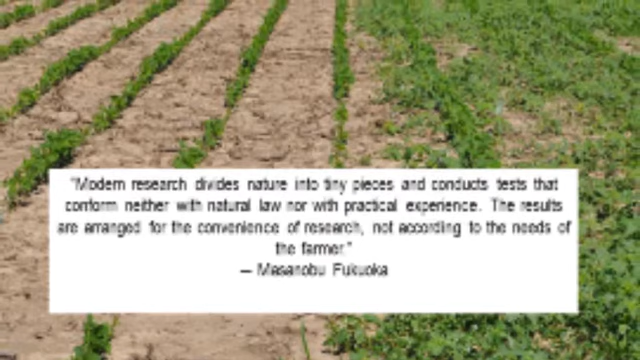 "Modern research divides nature into tiny pieces and conducts tests that
conform neither with natural law nor with practical experience. The results
are arranged for the convenience of research, not according to the needs of
the farmer."
— Masanobu Fukuoka